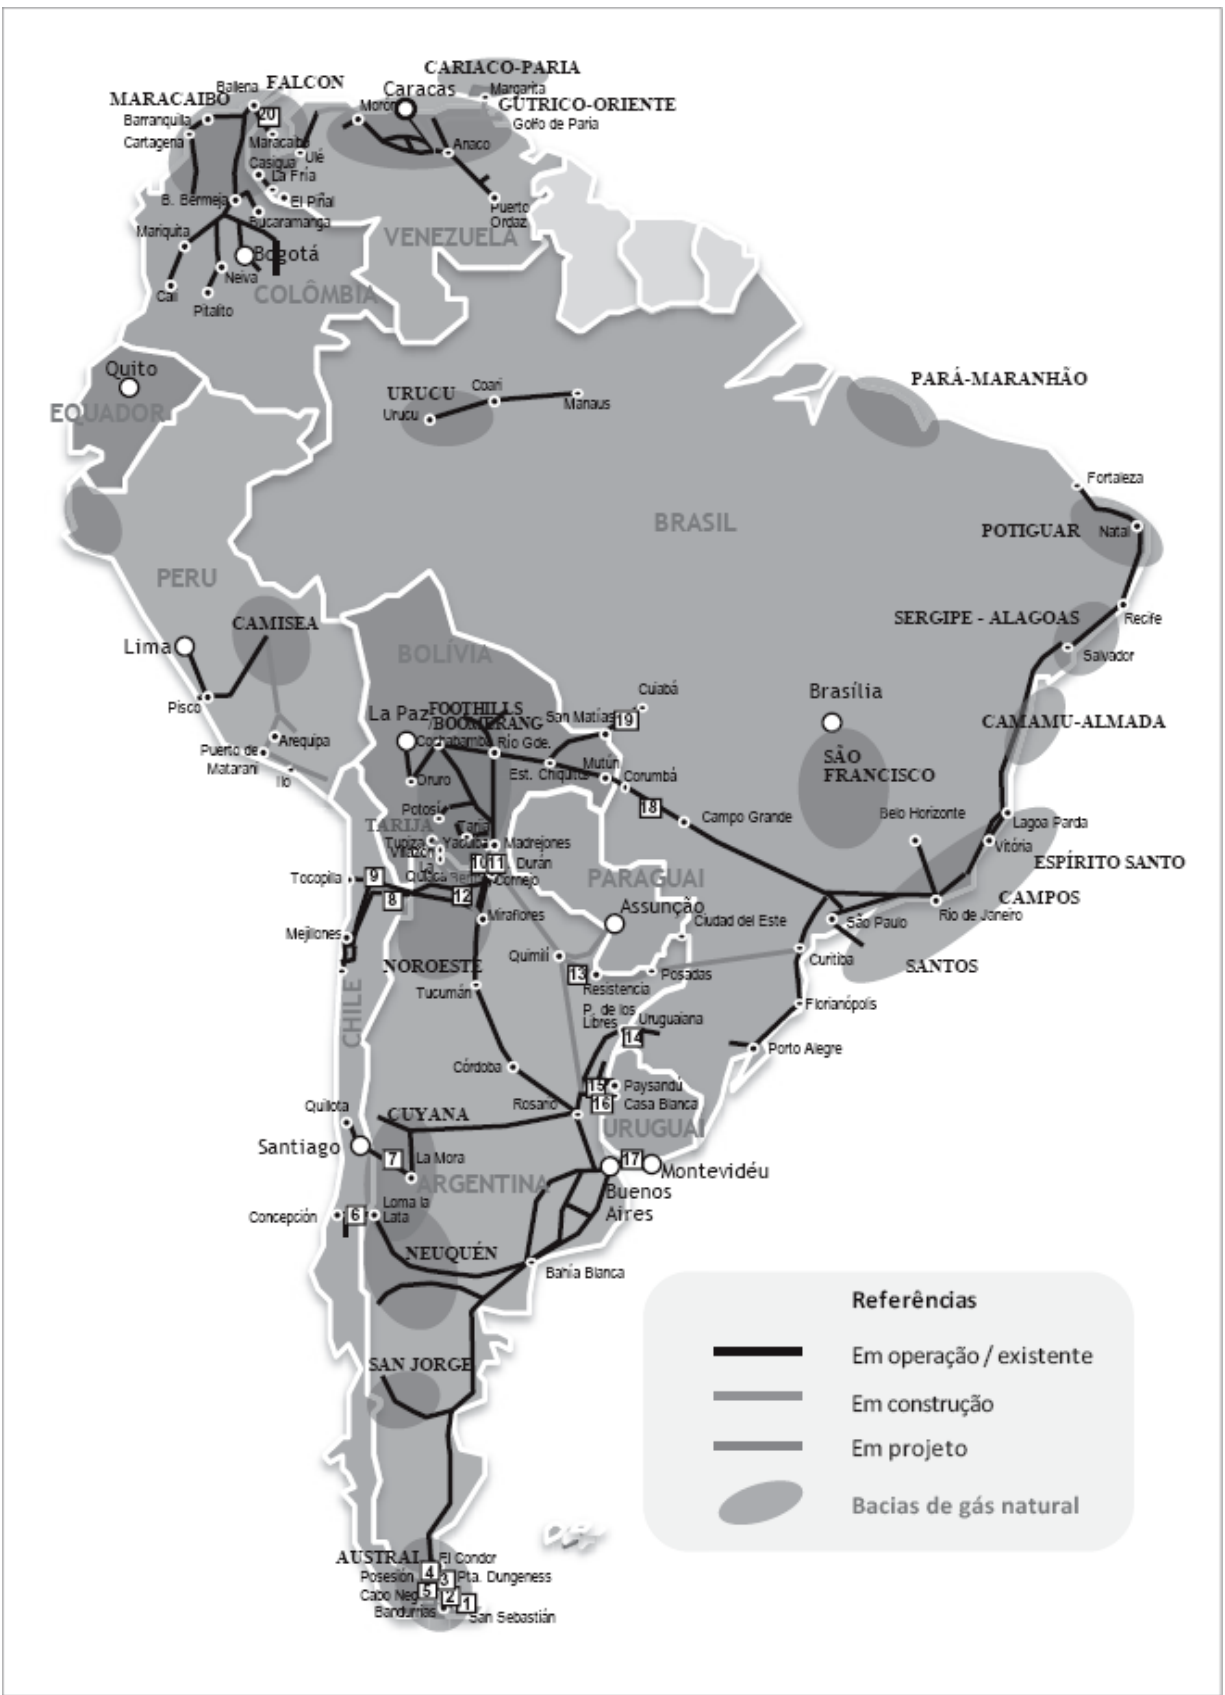 CARIACO-PARIA
Ballena
FALCON
Caracas
Margarita
MARACAIBO
Morón
GUTRICO-ORIENTE
Barranquilla
20
Golfo de Paria
Cartagena
Maracaibo
Anaco
Ulé
Casigua
La Fría
B. Bermeja
El Piñal
Puerto
Ordaz
Bucaramanga
Mariquita
VENEZUELA
Bogotá
Neiva
Cali
COLÔMBIA
Pitalito
Quito
EQUADOR
URUCU
Coari
Urucu
Manaus
PARÁ-MARANHÃO
Fortaleza
BRASIL
POTIGUAR
Natal
PERU
CAMISEA
SERGIPE - ALAGOAS
Recife
Lima
BOLÍVIA
Salvador
Pisco
Cuiabá
Brasília
La Paz
FOOTHILLS
/BOOMERANG
San Matías
19
CAMAMU-ALMADA
Arequipa
Cochabamba
Río Gde.
Puerto de
Matarani
Ilo
Oruro
Est. Chiquitos
Mutún
Corumbá
SÃO
FRANCISCO
18
Potosí
Campo Grande
Belo Horizonte
Lagoa Parda
TARIJA
Tarija
Tupiza
Yacuiba
Madrejones
Vitória
Villazón
La
Quiaca
10
11
Durán
ESPÍRITO SANTO
Tocopilla
9
Cornejo
PARAGUAI
8
12
CAMPOS
Miraflores
Assunção
Ciudad del Este
São Paulo
Rio de Janeiro
Mejillones
Quimilí
Curitiba
NOROESTE
13
Posadas
SANTOS
Tucumán
Resistencia
CHILE
P. de los
Libres
Uruguaiana
Florianópolis
14
Córdoba
Porto Alegre
15
Paysandú
Quillota
Rosario
16
Casa Blanca
CUYANA
URUGUAI
Santiago
7
La Mora
17
Montevidéu
ARGENTINA
Buenos
Aires
Concepción
6
Loma la
Lata
NEUQUÉN
Bahía Blanca
Referências
Em operação / existente
SAN JORGE
Em construção
Em projeto
Bacias de gás natural
AUSTRAL
El Condor
Posesión
4
3
Pta. Dungeness
Cabo Neg
5
2
1
Bandurrias
San Sebastián